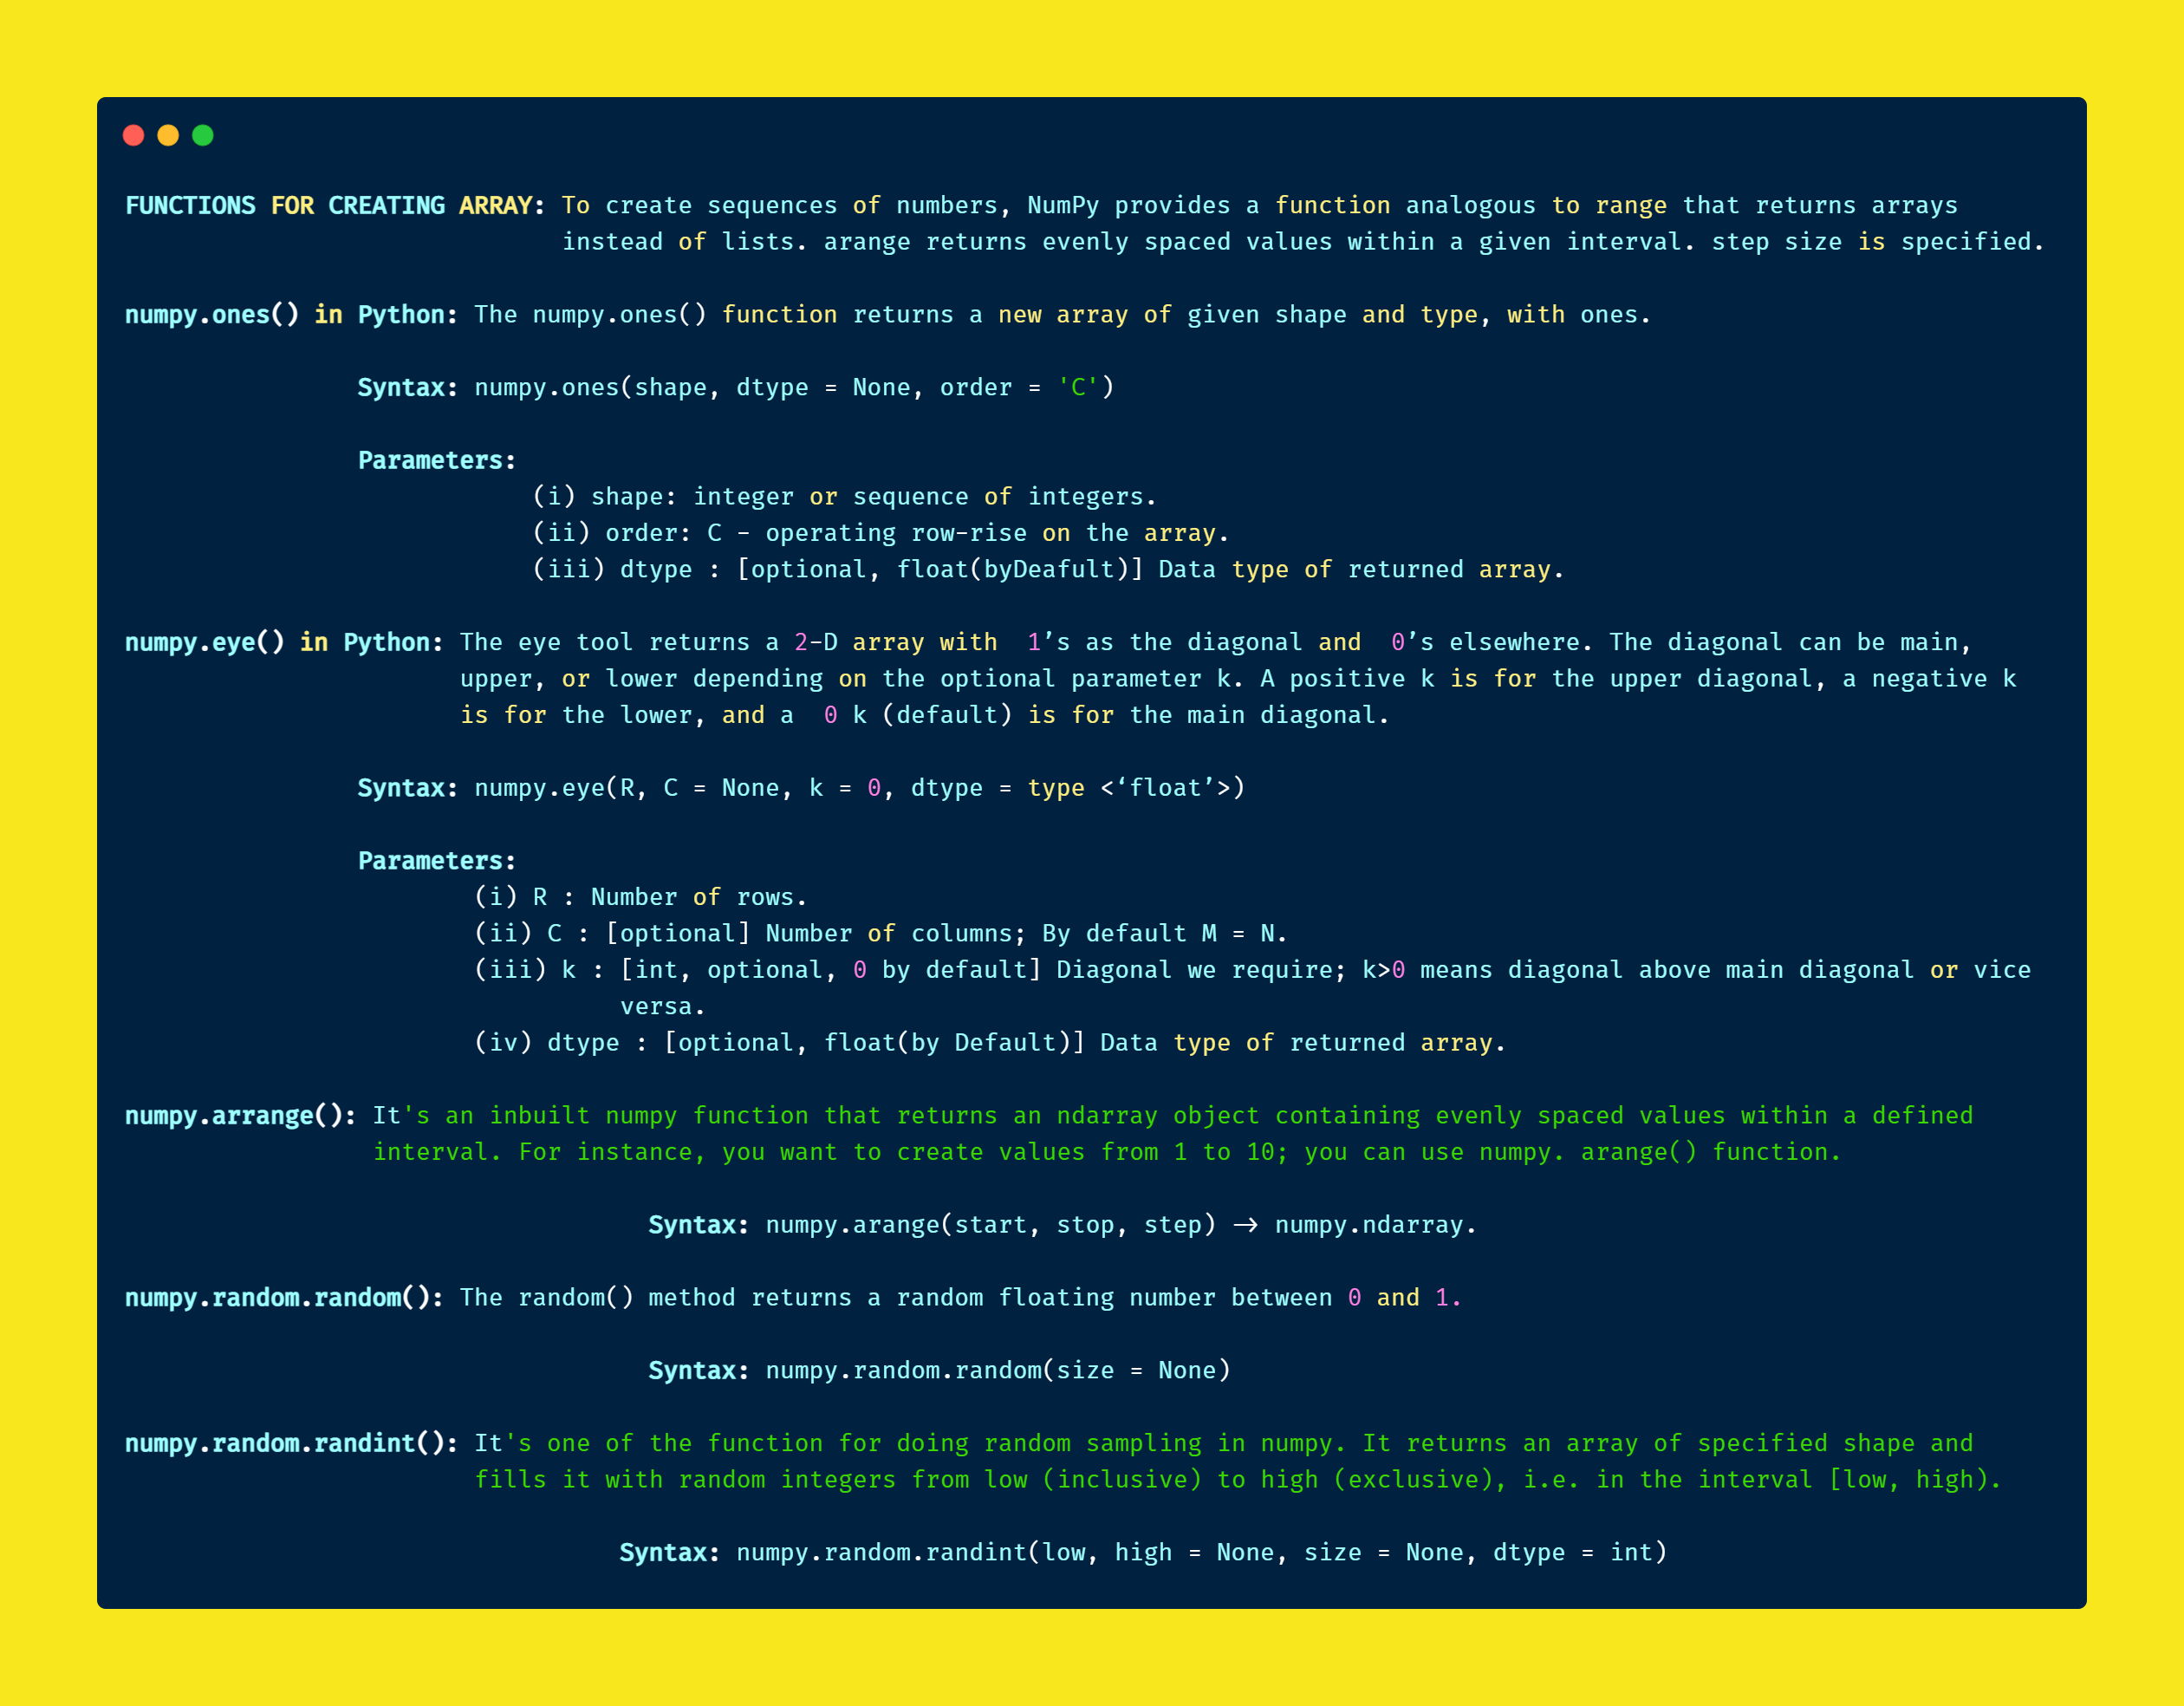 FUNCTIONS FOR CREATING ARRAY: To create sequences of numbers, NumPy provides a function analogous to range that returns arrays
instead of lists. arange returns evenly spaced values within a given interval. step size is specified.
numpy.ones() in Python: The numpy.ones() function returns a new array of given shape and type, with ones.
Syntax: numpy.ones(shape, dtype = None, order = 'C')
Parameters:
(i) shape: integer or sequence of integers.
(ii) order: C - operating row-rise on the array.
(iii) dtype : [optional, float(byDeafult)] Data type of returned array.
numpy.eye() in Python: The eye tool returns a 2-D array with  1’s as the diagonal and  0’s elsewhere. The diagonal can be main,
upper, or lower depending on the optional parameter k. A positive k is for the upper diagonal, a negative k
is for the lower, and a  0 k (default) is for the main diagonal.
Syntax: numpy.eye(R, C = None, k = 0, dtype = type <‘float’>)
Parameters:
(i) R : Number of rows.
(ii) C : [optional] Number of columns; By default M = N.
(iii) k : [int, optional, 0 by default] Diagonal we require; k>0 means diagonal above main diagonal or vice
versa.
(iv) dtype : [optional, float(by Default)] Data type of returned array.
numpy.arrange(): It's an inbuilt numpy function that returns an ndarray object containing evenly spaced values within a defined
interval. For instance, you want to create values from 1 to 10; you can use numpy. arange() function.
Syntax: numpy.arange(start, stop, step) → numpy.ndarray.
numpy.random.random(): The random() method returns a random floating number between 0 and 1.
Syntax: numpy.random.random(size = None)
numpy.random.randint(): It's one of the function for doing random sampling in numpy. It returns an array of specified shape and
fills it with random integers from low (inclusive) to high (exclusive), i.e. in the interval [low, high).
Syntax: numpy.random.randint(low, high = None, size = None, dtype = int)